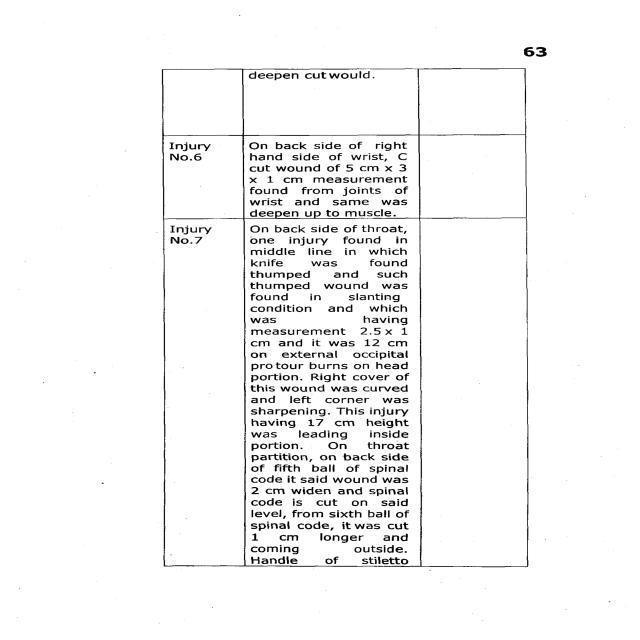 63
deepen cut would.
Injury
No.6
On back side of right
hand side of wrist, C
cut wound of 5 cm x 3
x 1 cm measurement
found from joints of
wrist and same was
deepen up to muscle.
Injury
No.7
On back side of throat,
one injury found in
middle line in which
knife was found
thumped and such
thumped wound was
found in slanting
condition and which
was having
measurement 2.5 x 1
cm and it was 12 cm
on external occipital
protour burns on head
portion. Right cover of
this wound was curved
and left corner was
sharpening. This injury
having 17 cm height
was leading inside
portion. On throat
partition, on back side
of fifth ball of spinal
code it said wound was
2 cm widen and spinal
code is cut on said
level, from sixth ball of
spinal code, it was cut
1 cm longer and
coming outside.
Handle of stiletto